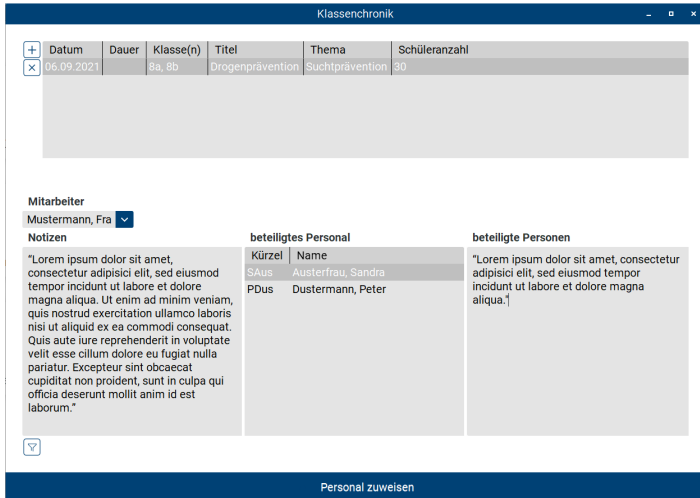 Klassenchronik
Datum Dauer Klasse(n) Titel Thema Schüleranzahl
06.09.2021 8a, 8b Drogenprävention Suchtprävention 30
Mitarbeiter
Mustermann, Fra
Notizen
“Lorem ipsum dolor sit amet,
consectetur adipisici elit, sed eiusmod
tempor incidunt ut labore et dolore
magna aliqua. Ut enim ad minim veniam,
quis nostrud exercitation ullamco laboris
nisi ut aliquid ex ea commodi consequat.
Quis aute iure reprehenderit in voluptate
velit esse cillum dolore eu fugiat nulla
pariatur. Excepteur sint obcaecat
cupiditat non proident, sunt in culpa qui
officia deserunt mollit anim id est
laborum.”
beteiligtes Personal
Kürzel Name
SAus Austerfrau, Sandra
PDus Dustermann, Peter
beteiligte Personen
“Lorem ipsum dolor sit amet, consectetur
adipisici elit, sed eiusmod tempor
incidunt ut labore et dolore magna
aliqua."
Personal zuweisen